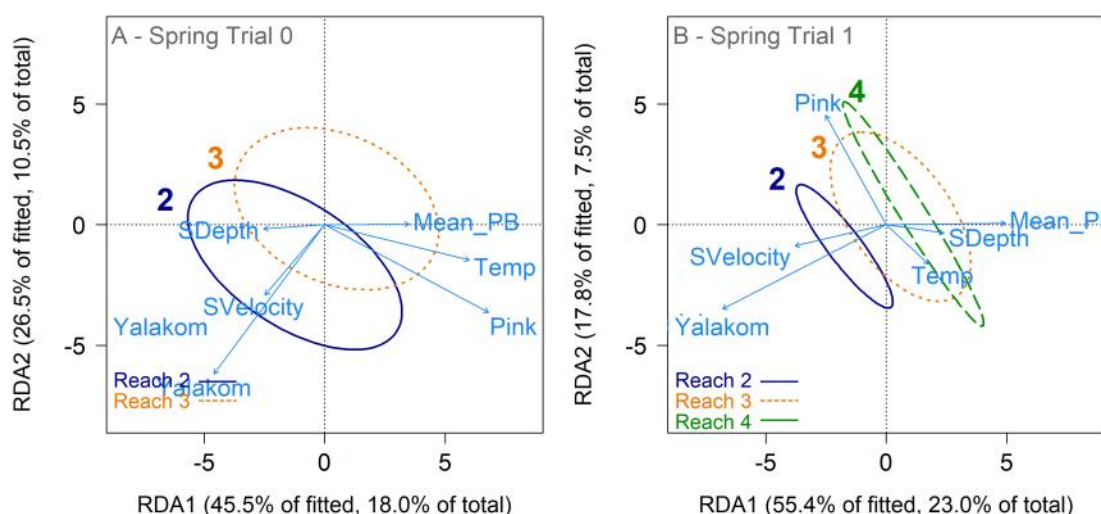 A - Spring Trial 0
RDA2 (26.5% of fitted, 10.5% of total)
5
0
-5
3
2
SDepth
Mean_PB
Temp
SVelocity
Yalakom
Pink
Yalakom
Reach 2
Reach 3
-5
0
5
RDA1 (45.5% of fitted, 18.0% of total)
B - Spring Trial 1
RDA2 (17.8% of fitted, 7.5% of total)
5
0
-5
Pink
4
3
2
Mean_P
SDepth
SVelocity
Temp
Yalakom
Reach 2
Reach 3
Reach 4
-5
0
5
RDA1 (55.4% of fitted, 23.0% of total)